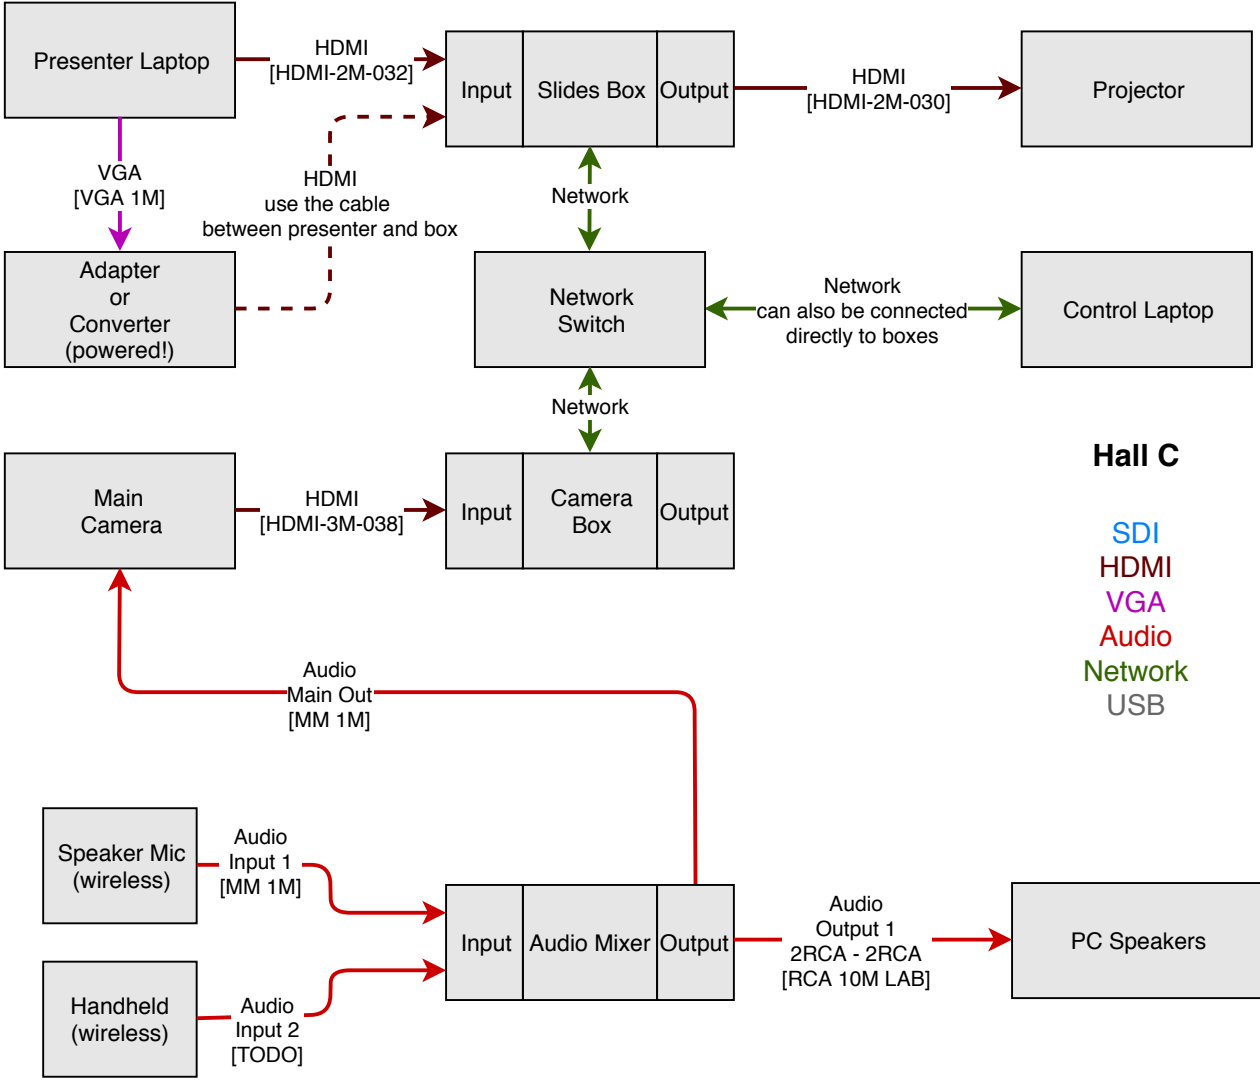 Presenter Laptop
HDMI
[HDMI-2M-032]
Input
Slides Box
Output
HDMI
[HDMI-2M-030]
Projector
VGA
[VGA 1M]
HDMI
use the cable
between presenter and box
Network
Adapter
or
Converter
(powered!)
Network
Switch
Network
can also be connected
directly to boxes
Control Laptop
Network
Main
Camera
HDMI
[HDMI-3M-038]
Input
Camera
Box
Output
Hall C
SDI
HDMI
VGA
Audio
Network
USB
Audio
Main Out
[MM 1M]
Speaker Mic
(wireless)
Audio
Input 1
[MM 1M]
Input
Audio Mixer
Output
Audio
Output 1
2RCA - 2RCA
[RCA 10M LAB]
PC Speakers
Handheld
(wireless)
Audio
Input 2
[TODO]